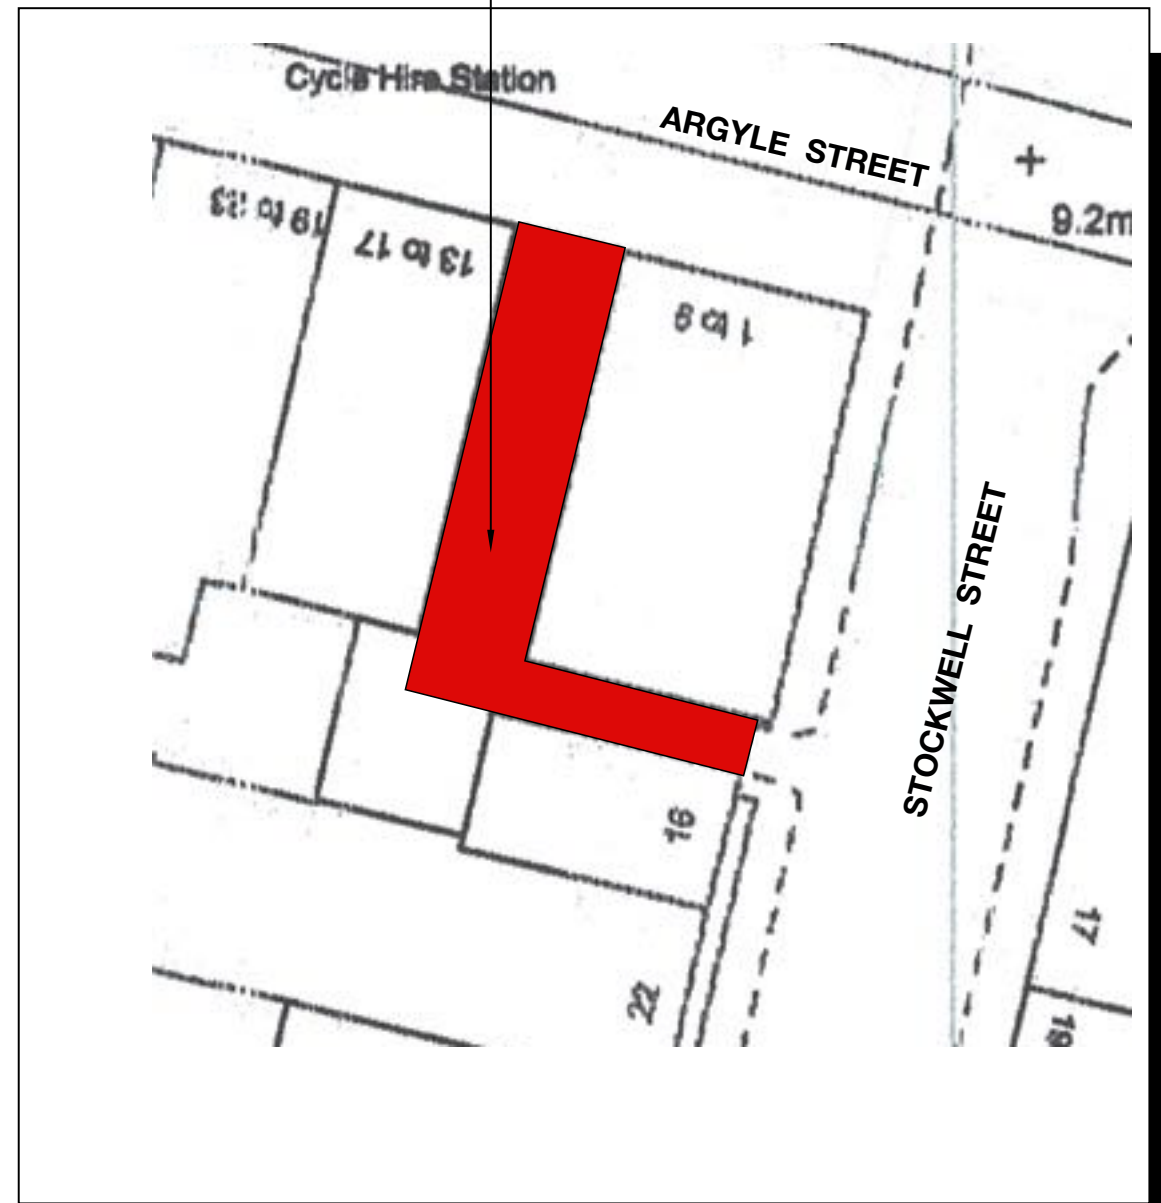 Cycle Hire Station
ARGYLE STREET
9.2m
19 to
13 to 17
1 to 9
STOCKWELL STREET
16
17
22
19